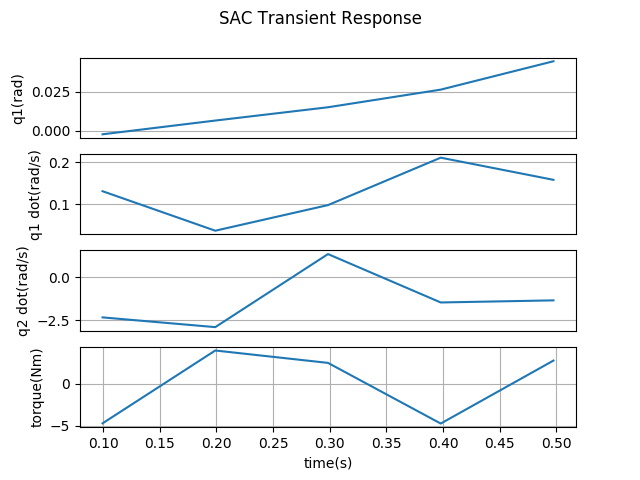 SAC Transient Response
q1(rad)
0.025
0.000
q1 dot(rad/s)
0.2
0.1
q2 dot(rad/s)
0.0
−2.5
torque(Nm)
0
−5
0.10 0.15 0.20 0.25 0.30 0.35 0.40 0.45 0.50
time(s)